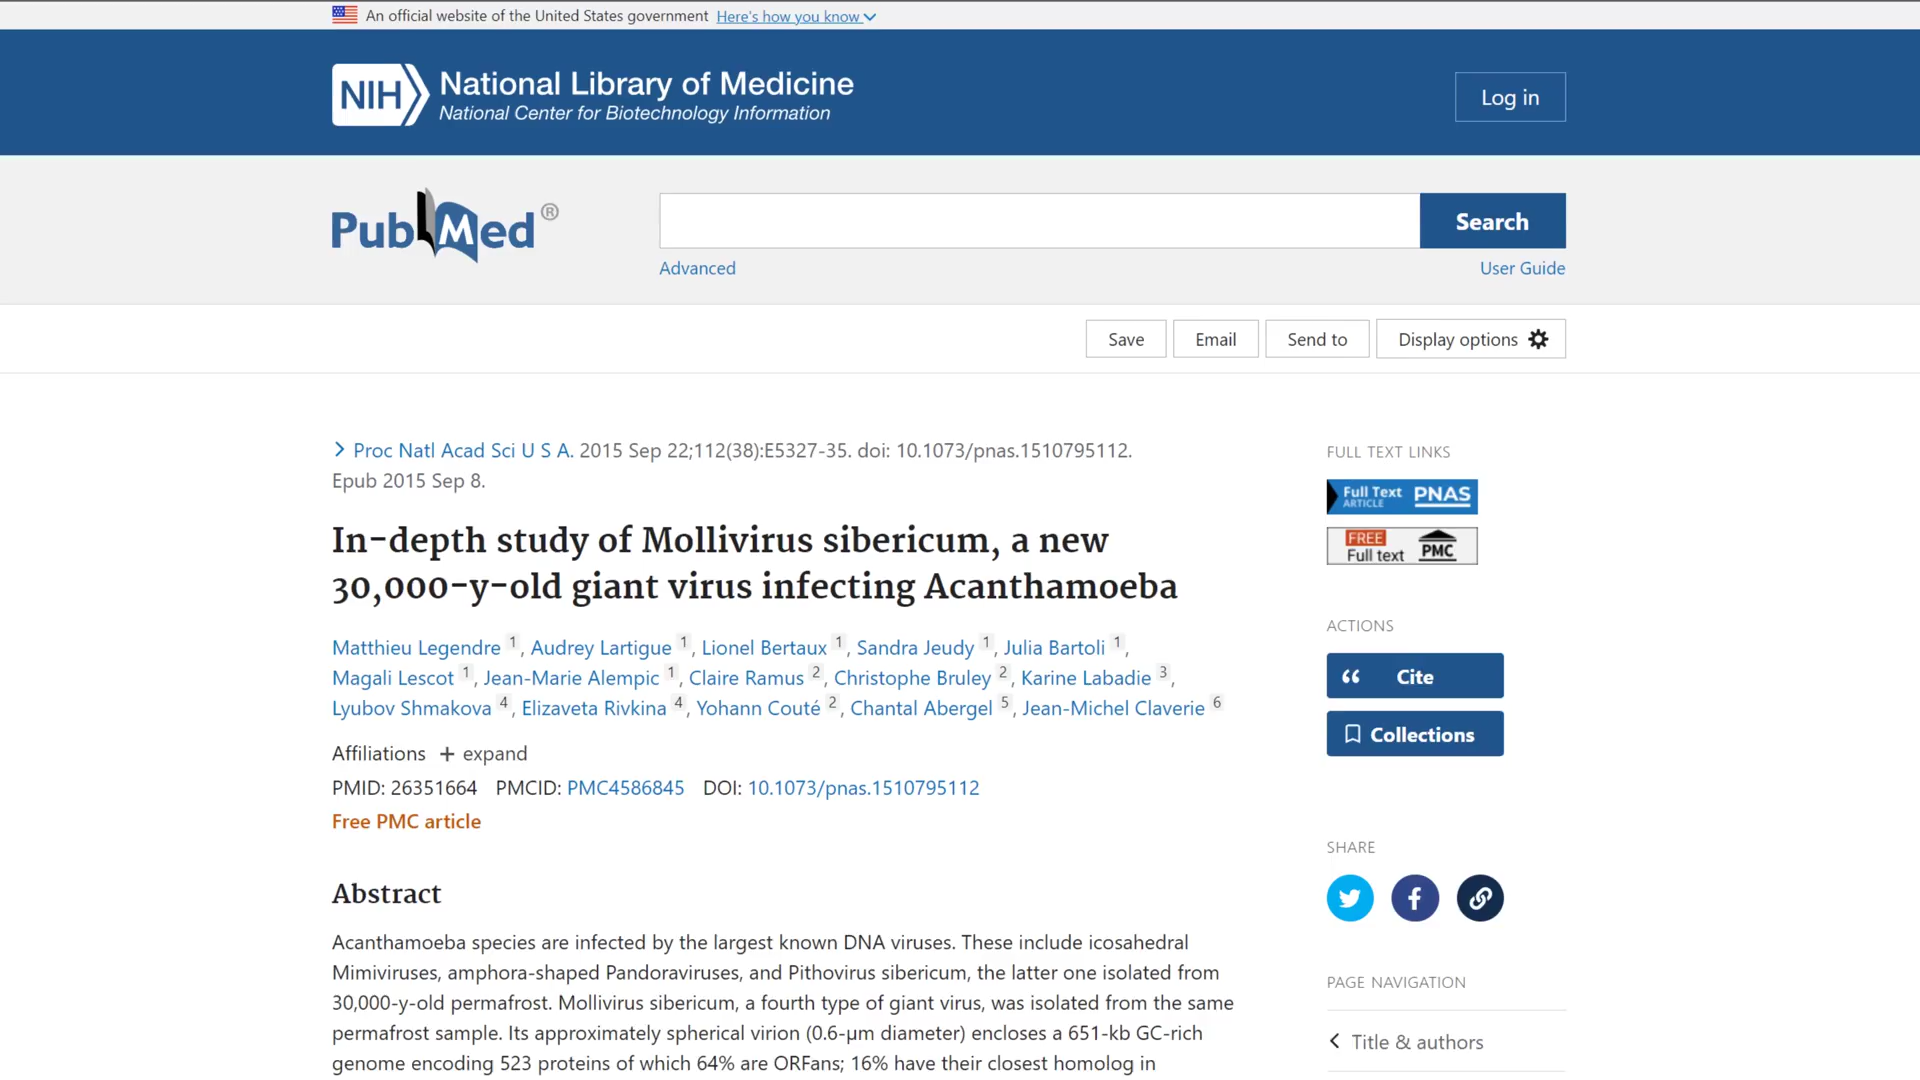 An official website of the United States government Here's how you know
NIH National Library of Medicine
National Center for Biotechnology Information
Log in
PubMed®
Search
Advanced
User Guide
Save
Email
Send to
Display options
Proc Natl Acad Sci U S A. 2015 Sep 22;112(38):E5327-35. doi: 10.1073/pnas.1510795112.
Epub 2015 Sep 8.
In-depth study of Mollivirus sibericum, a new
30,000-y-old giant virus infecting Acanthamoeba
Matthieu Legendre 1, Audrey Lartigue 1, Lionel Bertaux 1, Sandra Jeudy 1, Julia Bartoli 1,
Magali Lescot 1, Jean-Marie Alempic 1, Claire Ramus 2, Christophe Bruley 2, Karine Labadie 3,
Lyubov Shmakova 4, Elizaveta Rivkina 4, Yohann Couté 2, Chantal Abergel 5, Jean-Michel Claverie 6
Affiliations + expand
PMID: 26351664 PMCID: PMC4586845 DOI: 10.1073/pnas.1510795112
Free PMC article
Abstract
Acanthamoeba species are infected by the largest known DNA viruses. These include icosahedral
Mimiviruses, amphora-shaped Pandoraviruses, and Pithovirus sibericum, the latter one isolated from
30,000-y-old permafrost. Mollivirus sibericum, a fourth type of giant virus, was isolated from the same
permafrost sample. Its approximately spherical virion (0.6-μm diameter) encloses a 651-kb GC-rich
genome encoding 523 proteins of which 64% are ORFans; 16% have their closest homolog in
FULL TEXT LINKS
Full Text
ARTICLE
PNAS
FREE
Full text
PMC
ACTIONS
Cite
Collections
SHARE
PAGE NAVIGATION
Title & authors